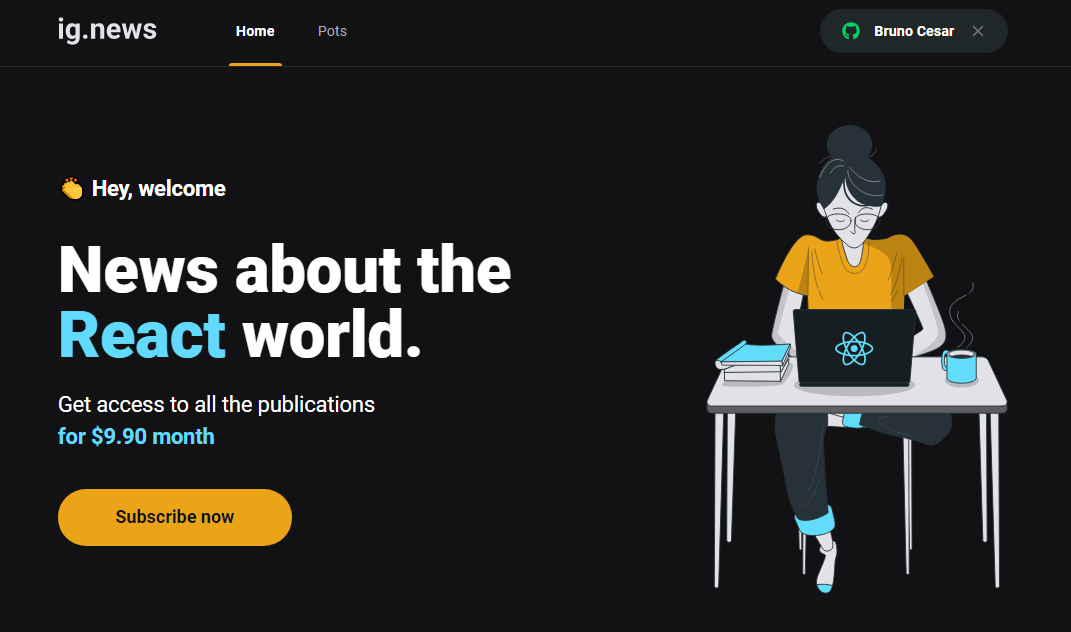 ig.news
Home
Pots
Bruno Cesar
👏 Hey, welcome
News about the
React world.
Get access to all the publications
for $9.90 month
Subscribe now